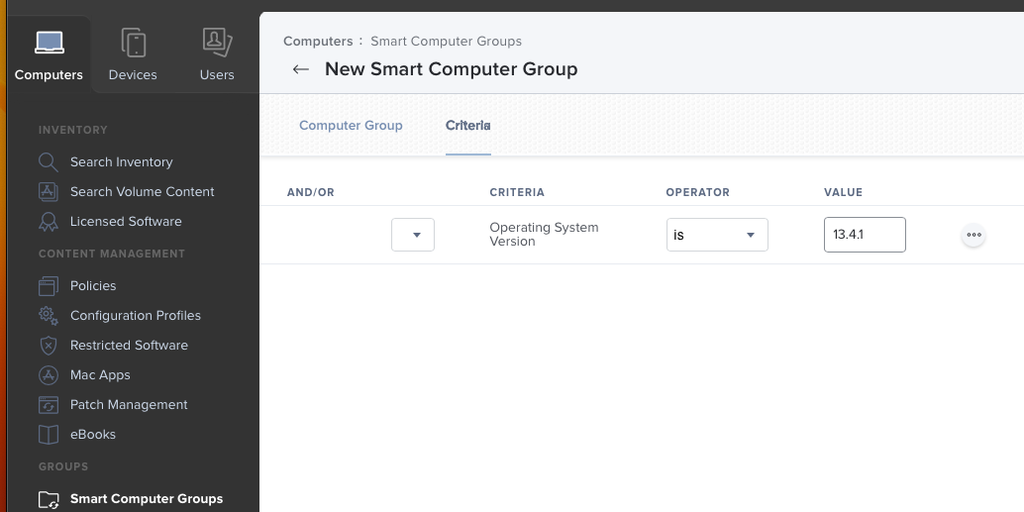 Computers
Devices
Users
INVENTORY
Search Inventory
Search Volume Content
Licensed Software
CONTENT MANAGEMENT
Policies
Configuration Profiles
Restricted Software
Mac Apps
Patch Management
eBooks
GROUPS
Smart Computer Groups
Computers : Smart Computer Groups
← New Smart Computer Group
Computer Group
Criteria
AND/OR CRITERIA OPERATOR VALUE
Operating System
Version
is
13.4.1